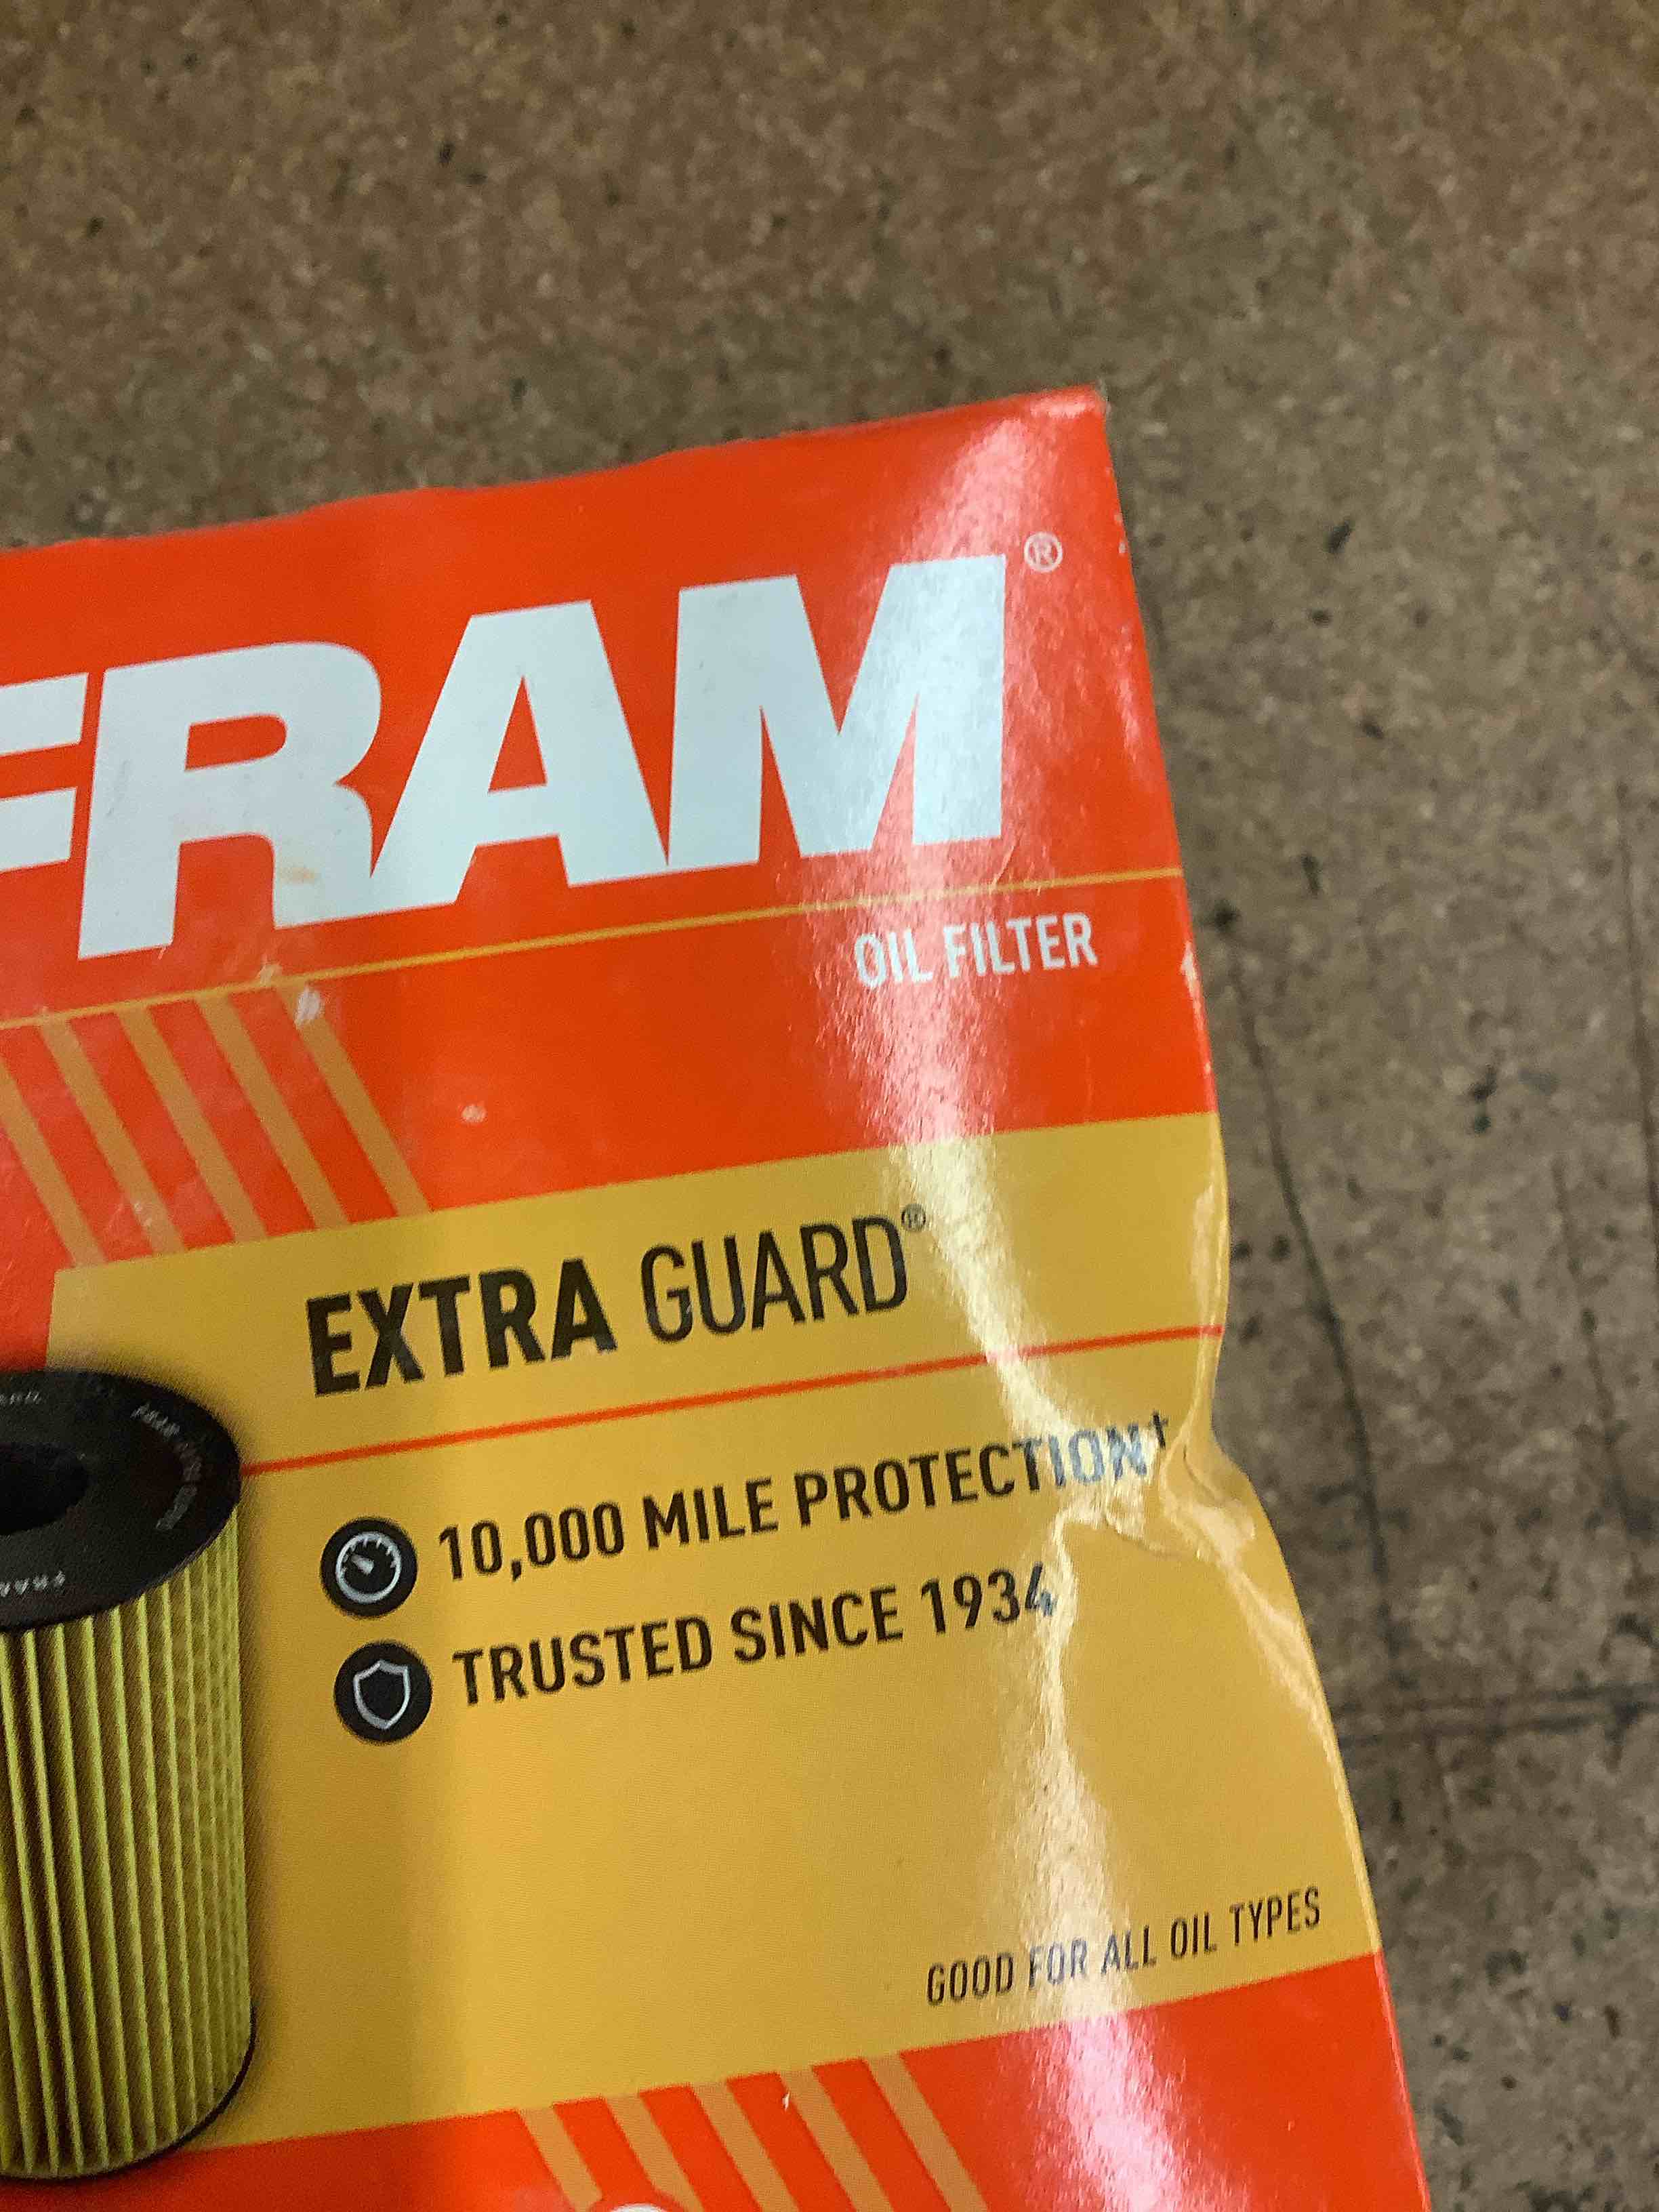 FRAM®
OIL FILTER
EXTRA GUARD®
10,000 MILE PROTECTION†
TRUSTED SINCE 1934
GOOD FOR ALL OIL TYPES